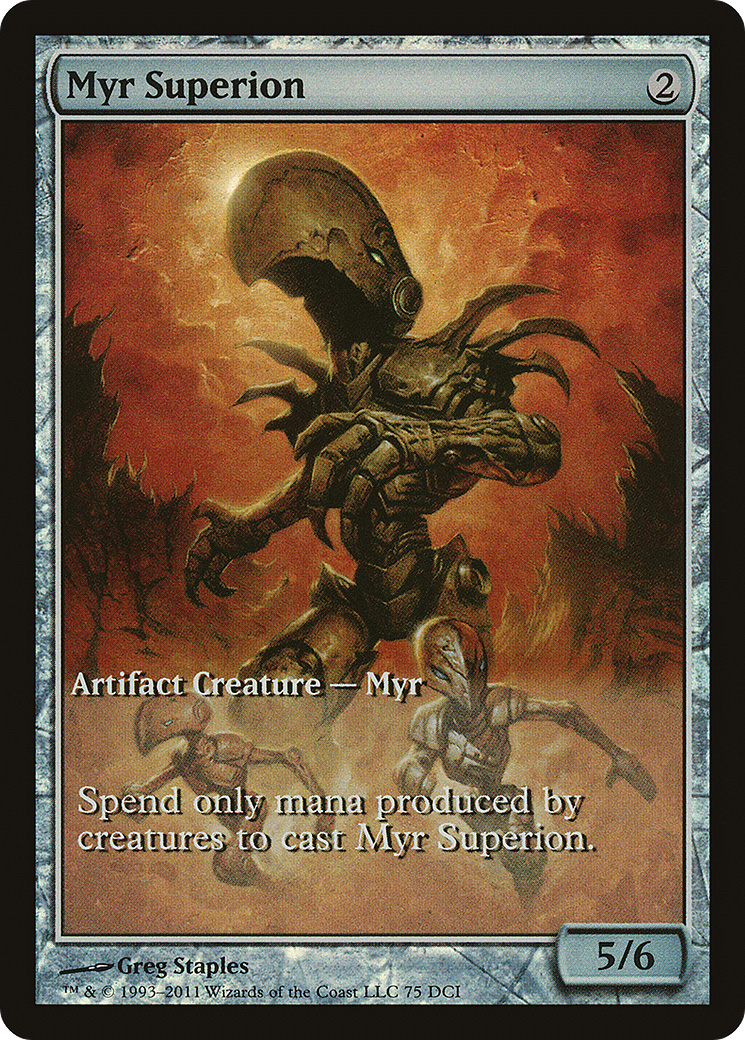 Myr Superion
2
Artifact Creature — Myr
Spend only mana produced by
creatures to cast Myr Superion.
5/6
Greg Staples
™ & © 1993–2011 Wizards of the Coast LLC 75 DCI